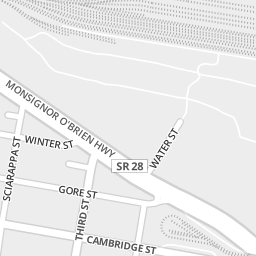 MONSIGNOR O'BRIEN HWY
WINTER ST
SR 28
WATER ST
SCIARAPPA ST
GORE ST
THIRD ST
CAMBRIDGE ST